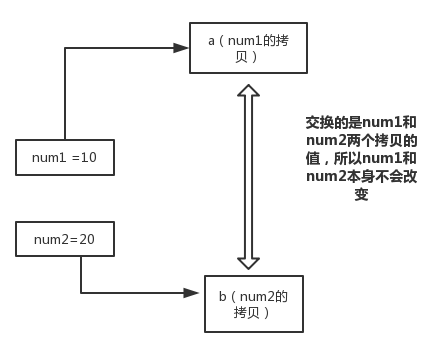 a（num1的拷
贝）
num1 =10
交换的是num1和
num2两个拷贝的
值，所以num1和
num2本身不会改
变
num2=20
b（num2的
拷贝）